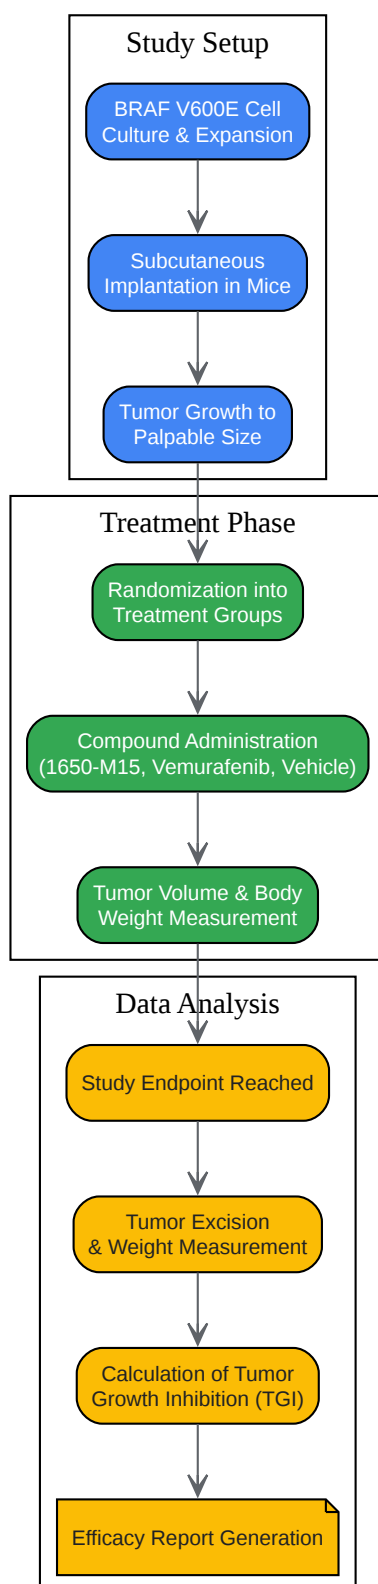 Study Setup
BRAF V600E Cell
Culture & Expansion
Subcutaneous
Implantation in Mice
Tumor Growth to
Palpable Size
Treatment Phase
Randomization into
Treatment Groups
Compound Administration
(1650-M15, Vemurafenib, Vehicle)
Tumor Volume & Body
Weight Measurement
Data Analysis
Study Endpoint Reached
Tumor Excision
& Weight Measurement
Calculation of Tumor
Growth Inhibition (TGI)
Efficacy Report Generation